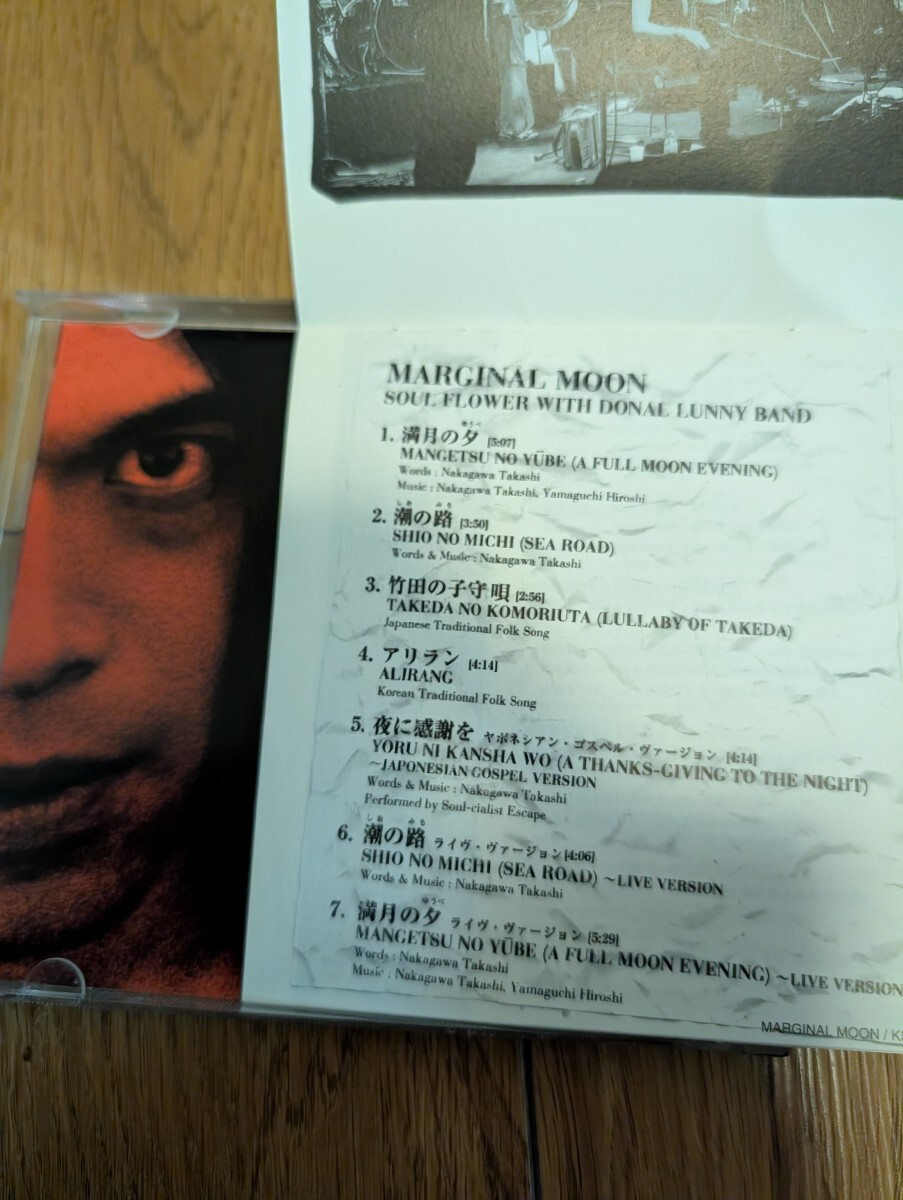 MARGINAL MOON
SOUL FLOWER WITH DONAL LUNNY BAND
1. 満月の夕 [5:07]
ゆうべ
MANGETSU NO YŪBE (A FULL MOON EVENING)
Words : Nakagawa Takashi
Music : Nakagawa Takashi, Yamaguchi Hiroshi
しお みち
2. 潮の路 [3:50]
SHIO NO MICHI (SEA ROAD)
Words & Music : Nakagawa Takashi
3. 竹田の子守唄 [2:56]
TAKEDA NO KOMORIUTA (LULLABY OF TAKEDA)
Japanese Traditional Folk Song
4. アリラン [4:14]
ALIRANG
Korean Traditional Folk Song
5. 夜に感謝を ヤポネシアン・ゴスペル・ヴァージョン [4:14]
YORU NI KANSHA WO (A THANKS-GIVING TO THE NIGHT)
~JAPONESIAN GOSPEL VERSION
Words & Music : Nakagawa Takashi
Performed by Soul-cialist Escape
しお みち
6. 潮の路 ライヴ・ヴァージョン [4:06]
SHIO NO MICHI (SEA ROAD) ~LIVE VERSION
Words & Music : Nakagawa Takashi
ゆうべ
7. 満月の夕 ライヴ・ヴァージョン [5:29]
MANGETSU NO YŪBE (A FULL MOON EVENING) ~LIVE VERSION
Words : Nakagawa Takashi
Music : Nakagawa Takashi, Yamaguchi Hiroshi
MARGINAL MOON / KS